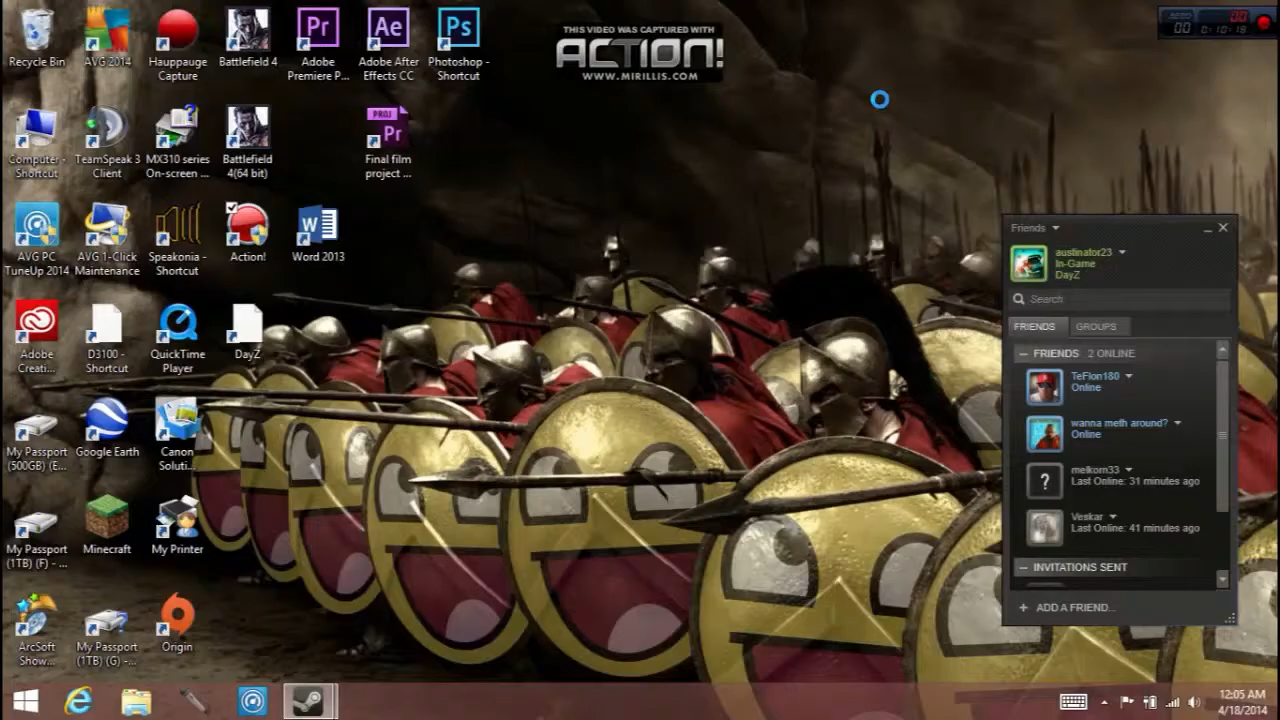 Recycle Bin
AVG 2014
Hauppauge
Capture
Battlefield 4
Pr
Adobe
Premiere P...
Ae
Adobe After
Effects CC
Ps
Photoshop -
Shortcut
THIS VIDEO WAS CAPTURED WITH
ACTION!
WWW.MIRILLIS.COM
Computer -
Shortcut
TeamSpeak 3
Client
MX310 series
On-screen ...
Battlefield
4(64 bit)
PROJ
Pr
Final film
project ...
AVG PC
TuneUp 2014
AVG 1-Click
Maintenance
Speakonia -
Shortcut
Action!
W
Word 2013
Adobe
Creati...
D3100 -
Shortcut
QuickTime
Player
DayZ
My Passport
(500GB) (E...
Google Earth
Canon
Soluti...
My Passport
(1TB) (F) -...
Minecraft
My Printer
ArcSoft
Show...
My Passport
(1TB) (G) -...
Origin
Friends
austinator23
In-Game
DayZ
Search
FRIENDS
GROUPS
FRIENDS 2 ONLINE
TeFlon180
Online
wanna meth around?
Online
?
melkorn33
Last Online: 31 minutes ago
Veskar
Last Online: 41 minutes ago
INVITATIONS SENT
+ ADD A FRIEND...
12:05 AM
4/18/2014